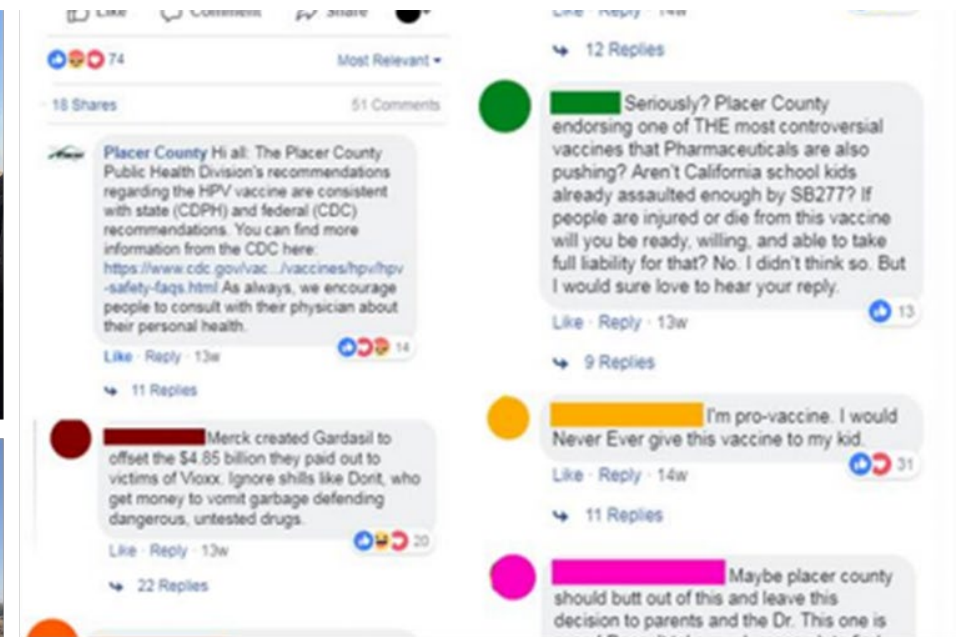 Like Comment Share
74
Most Relevant
18 Shares
51 Comments
Placer County Hi all: The Placer County
Public Health Division's recommendations
regarding the HPV vaccine are consistent
with state (CDPH) and federal (CDC)
recommendations. You can find more
information from the CDC here:
https://www.cdc.gov/vac.../vaccines/hpv/hpv
-safety-faqs.html As always, we encourage
people to consult with their physician about
their personal health.
14
Like · Reply · 13w
11 Replies
Merck created Gardasil to
offset the $4.85 billion they paid out to
victims of Vioxx. Ignore shills like Dorit, who
get money to vomit garbage defending
dangerous, untested drugs.
20
Like · Reply · 13w
22 Replies
Like · Reply · 14w
12 Replies
Seriously? Placer County
endorsing one of THE most controversial
vaccines that Pharmaceuticals are also
pushing? Aren't California school kids
already assaulted enough by SB277? If
people are injured or die from this vaccine
will you be ready, willing, and able to take
full liability for that? No. I didn't think so. But
I would sure love to hear your reply.
13
Like · Reply · 13w
9 Replies
I'm pro-vaccine. I would
Never Ever give this vaccine to my kid.
31
Like · Reply · 14w
11 Replies
Maybe placer county
should butt out of this and leave this
decision to parents and the Dr. This one is